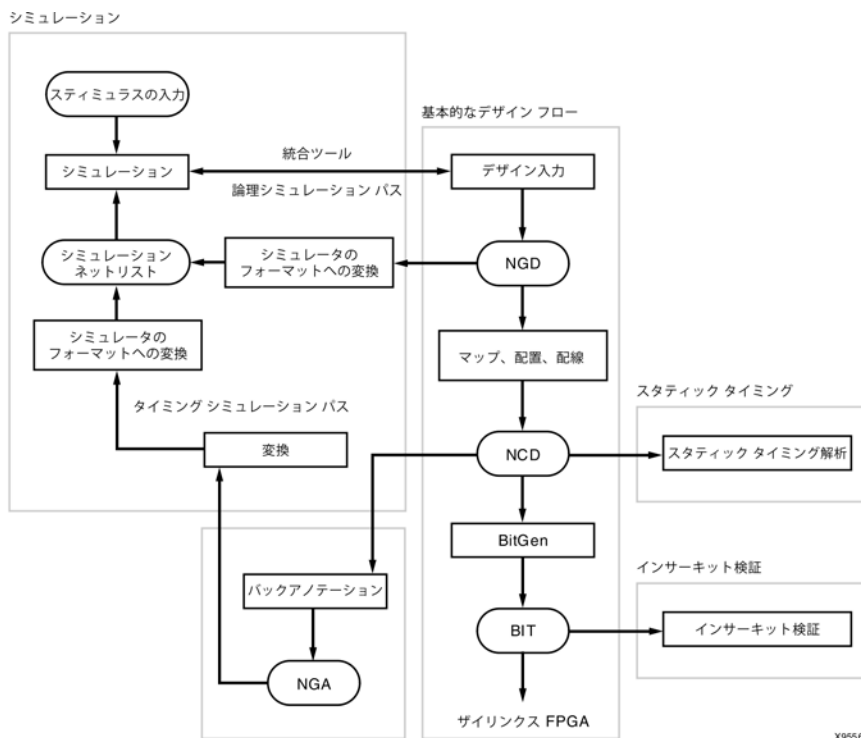 シミュレーション
スティミュラスの入力
シミュレーション
統合ツール
論理シミュレーション パス
シミュレーション
ネットリスト
シミュレータの
フォーマットへの変換
シミュレータの
フォーマットへの変換
タイミング シミュレーション パス
変換
バックアノテーション
NGA
基本的なデザイン フロー
デザイン入力
NGD
マップ、配置、配線
NCD
BitGen
BIT
ザイリンクス FPGA
スタティック タイミング
スタティック タイミング解析
インサーキット検証
インサーキット検証